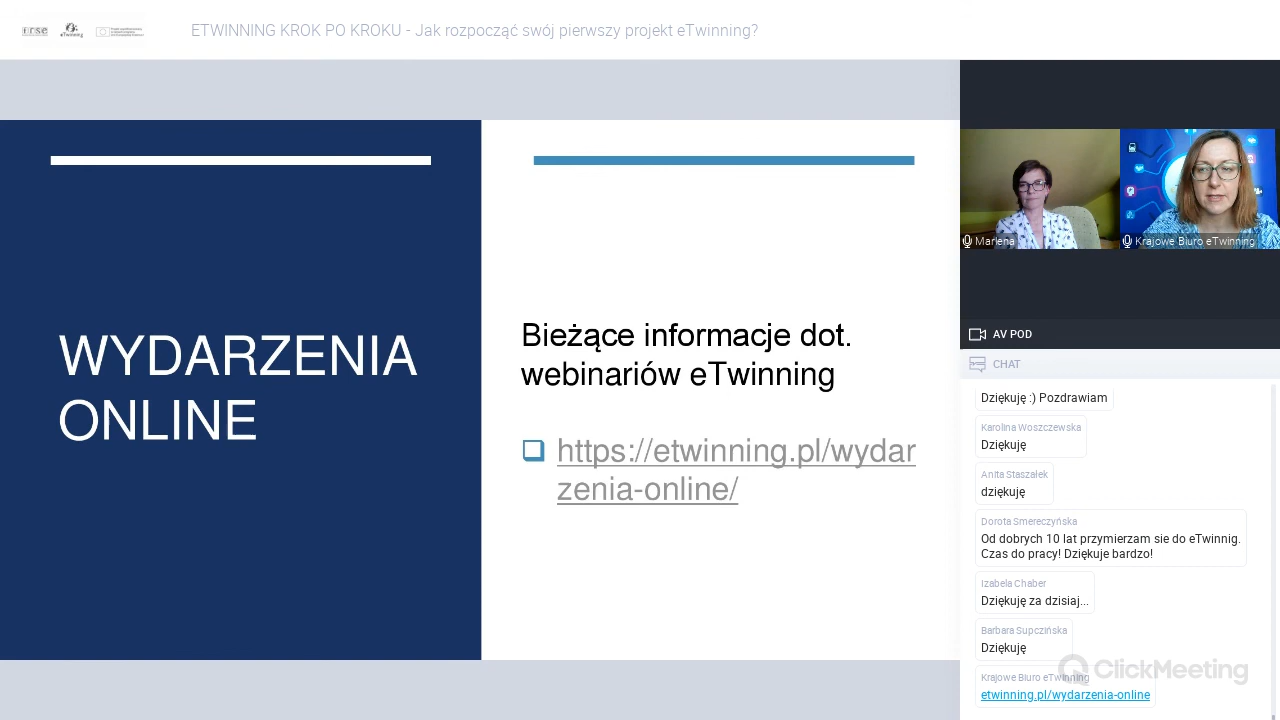 frse
eTwinning
ETWINNING KROK PO KROKU - Jak rozpocząć swój pierwszy projekt eTwinning?
WYDARZENIA
ONLINE
Bieżące informacje dot.
webinariów eTwinning
https://etwinning.pl/wydar
zenia-online/
Marlena
Krajowe Biuro eTwinning
AV POD
CHAT
Dziękuję :) Pozdrawiam
Karolina Woszczewska
Dziękuję
Anita Staszałek
dziękuję
Dorota Smereczyńska
Od dobrych 10 lat przymierzam sie do eTwinnig.
Czas do pracy! Dziękuje bardzo!
Izabela Chaber
Dziękuję za dzisiaj...
Barbara Supczińska
Dziękuję
Krajowe Biuro eTwinning
etwinning.pl/wydarzenia-online
ClickMeeting